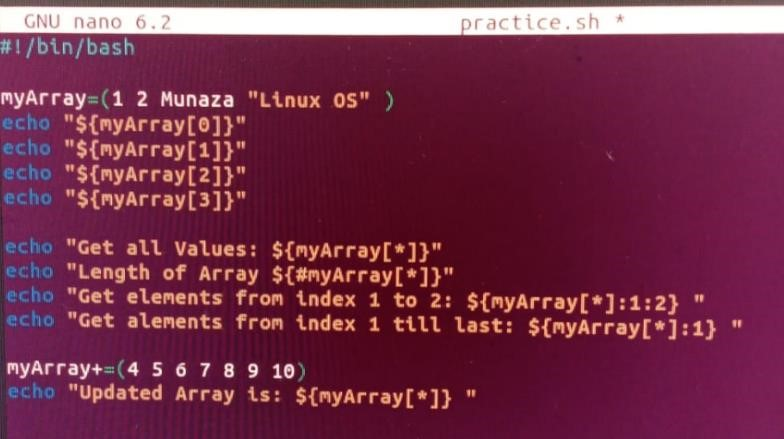 GNU nano 6.2 practice.sh *
#!/bin/bash
myArray=(1 2 Munaza "Linux OS" )
echo "${myArray[0]}"
echo "${myArray[1]}"
echo "${myArray[2]}"
echo "${myArray[3]}"
echo "Get all Values: ${myArray[*]}"
echo "Length of Array ${#myArray[*]}"
echo "Get elements from index 1 to 2: ${myArray[*]:1:2} "
echo "Get alements from index 1 till last: ${myArray[*]:1} "
myArray+=(4 5 6 7 8 9 10)
echo "Updated Array is: ${myArray[*]} "